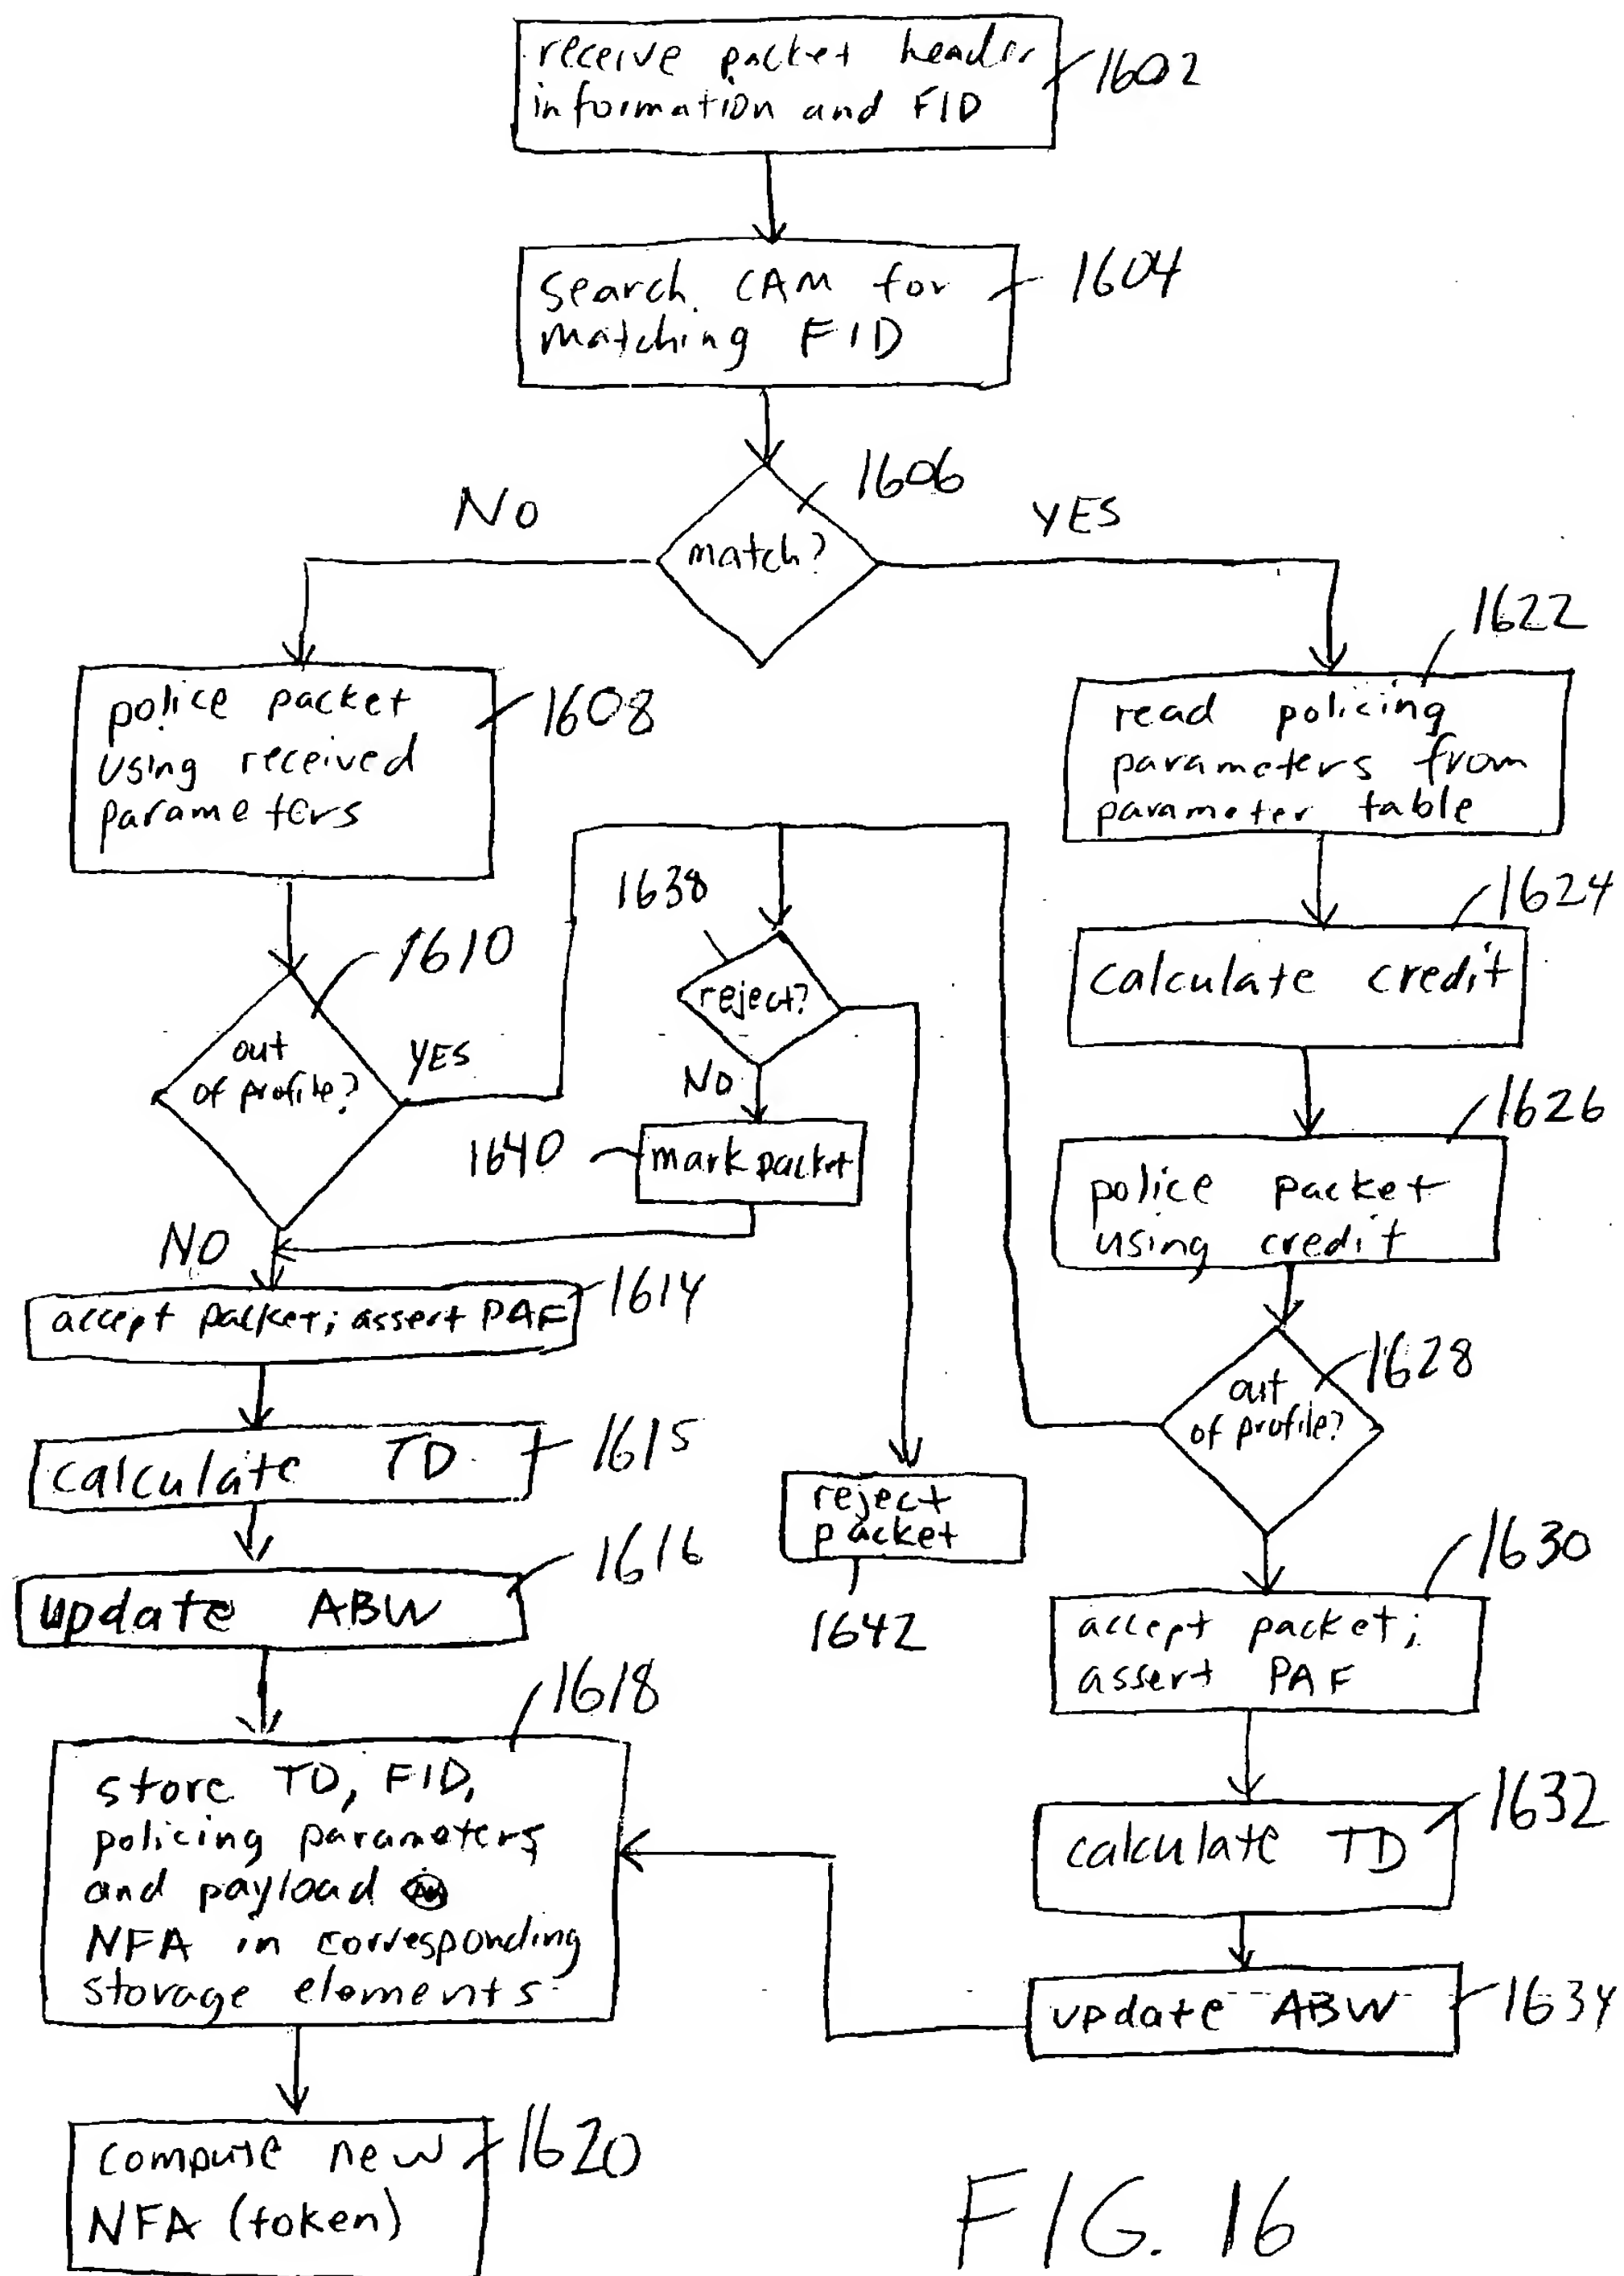 receive packet header
information and FID
1602
search CAM for
matching FID
1604
1606
match?
NO
YES
police packet
using received
parameters
1608
1622
read policing
parameters from
parameter table
1624
calculate credit
1610
out
of profile?
YES
NO
1638
reject?
NO
1640
mark packet
1626
police packet
using credit
accept packet; assert PAF
1614
1628
out
of profile?
calculate TD
1615
reject
packet
1642
update ABW
1616
1630
accept packet;
assert PAF
1618
store TD, FID,
policing parameters
and payload
NFA in corresponding
storage elements
1632
calculate TD
update ABW
1634
compute new
NFA (token)
1620
FIG. 16